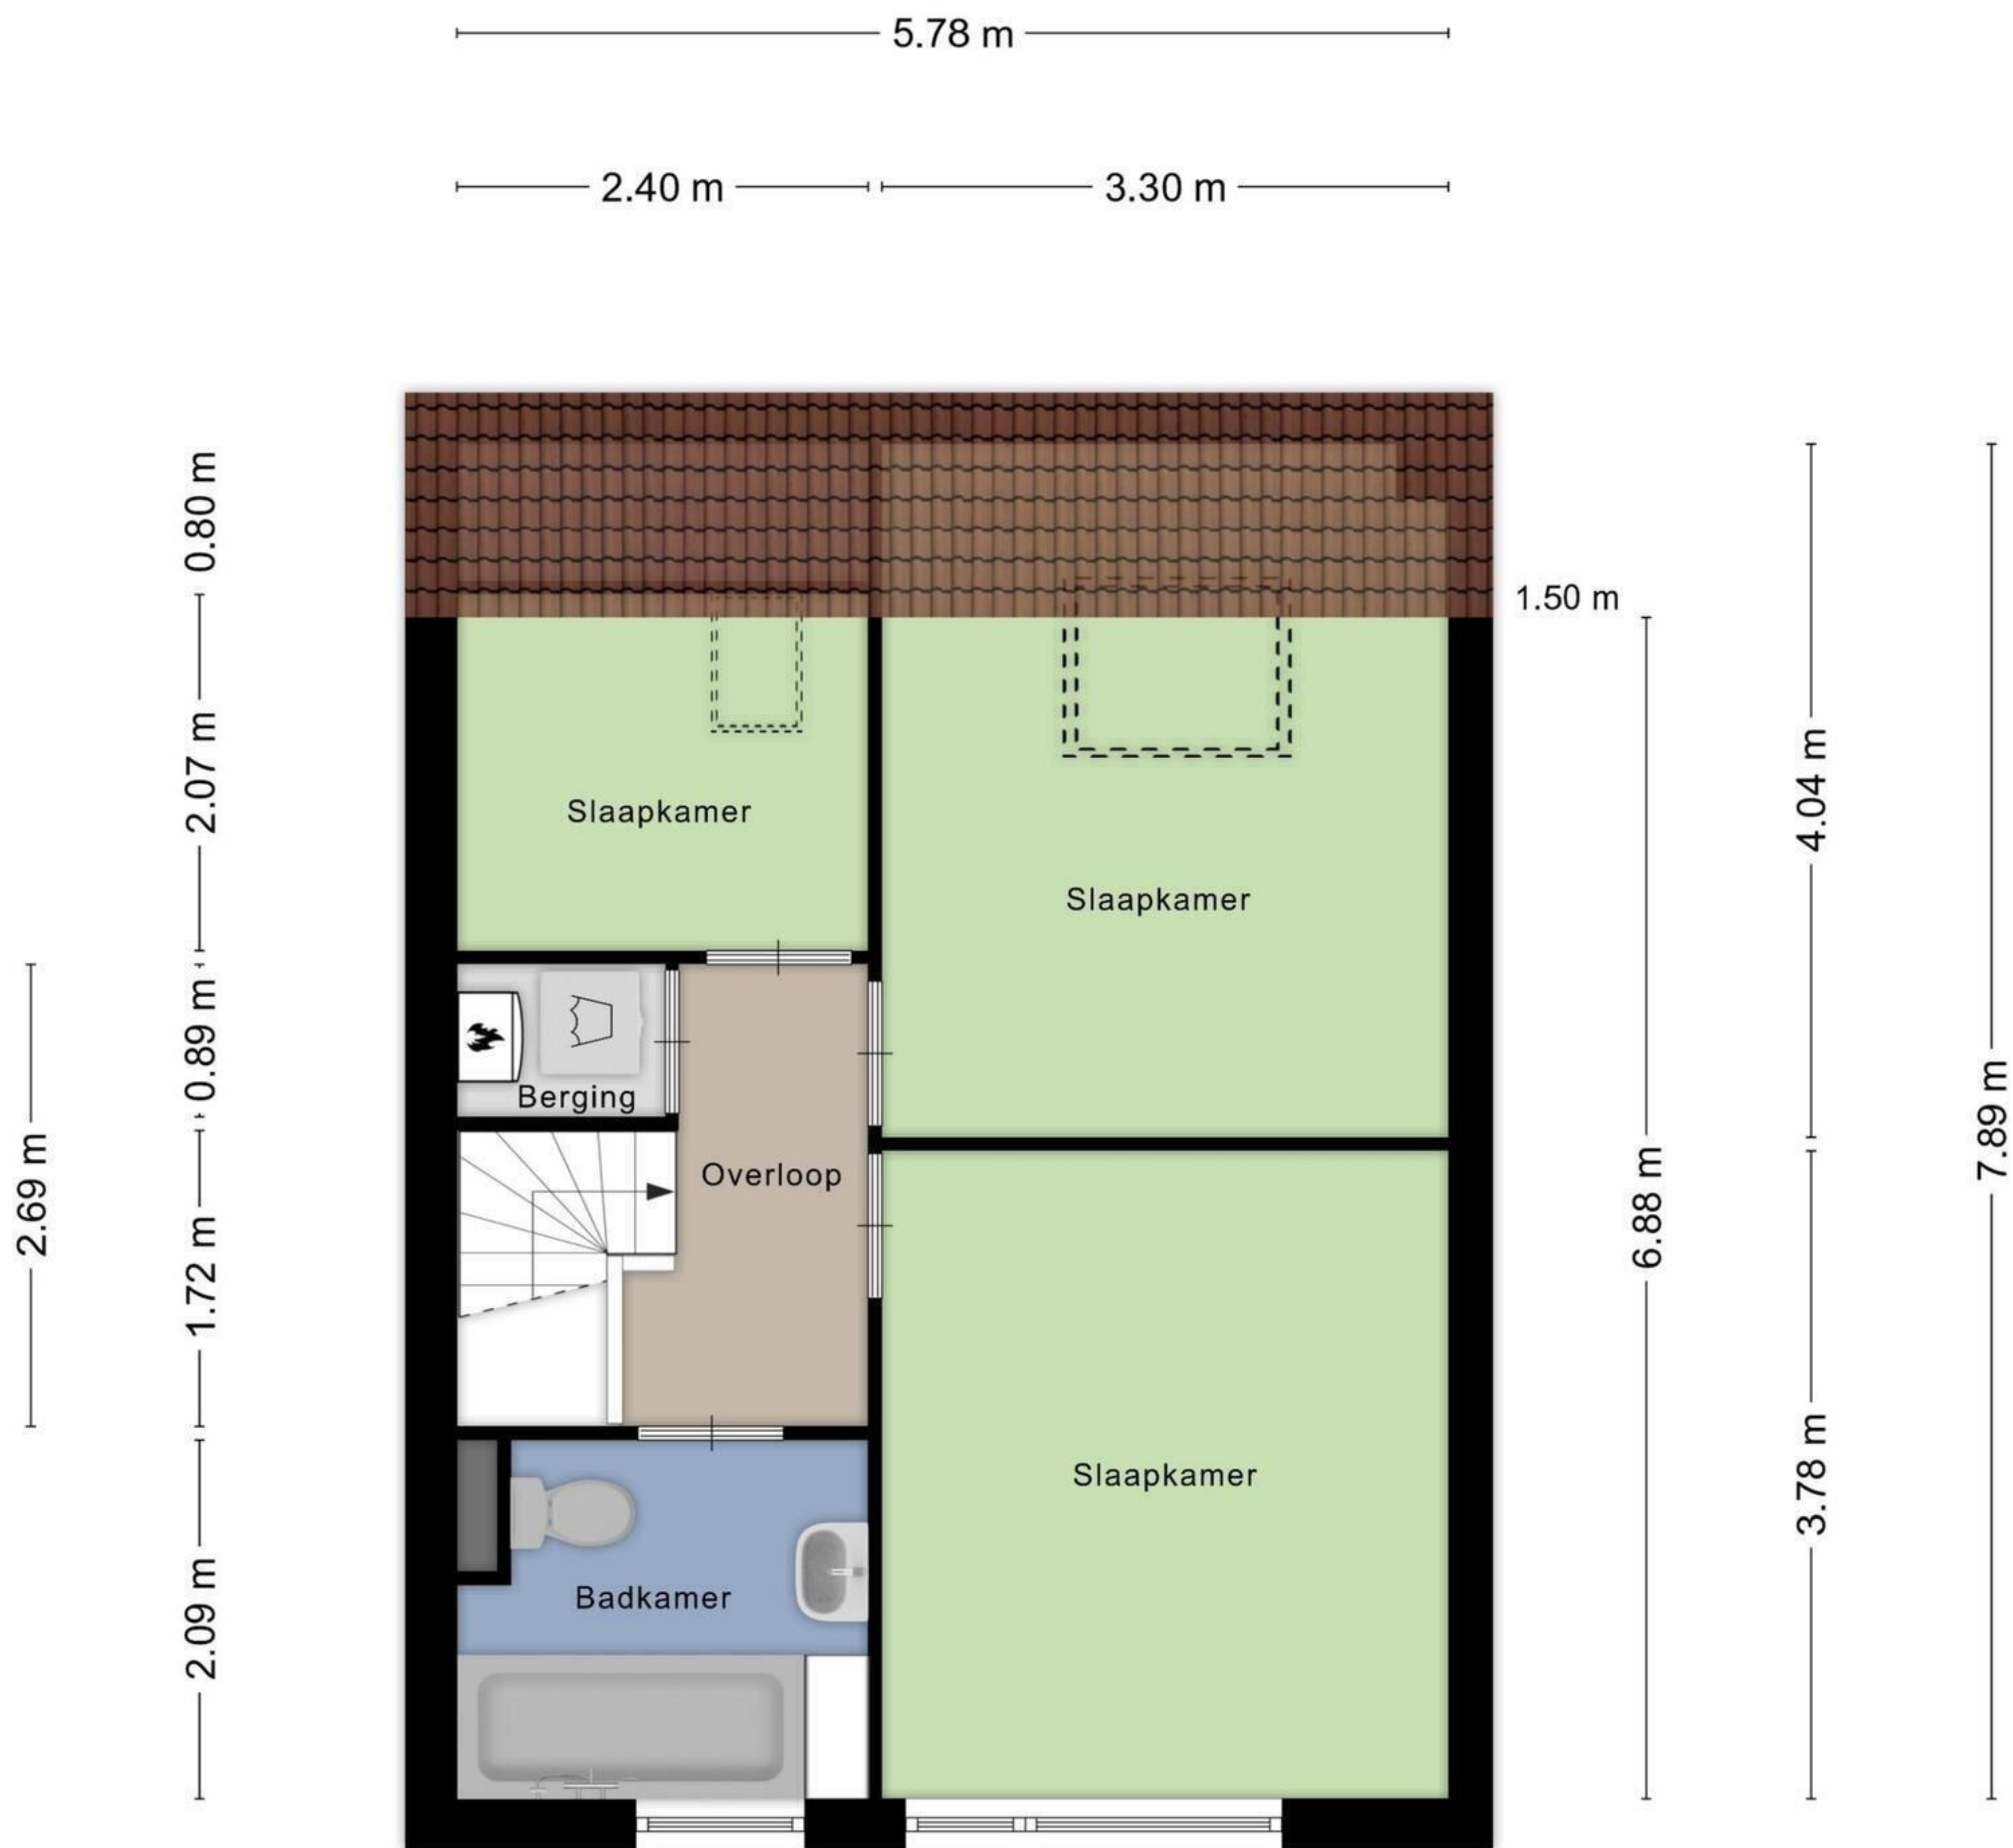 5.78 m
2.40 m
3.30 m
0.80 m
1.50 m
2.07 m
Slaapkamer
4.04 m
Slaapkamer
0.89 m
Berging
7.89 m
2.69 m
Overloop
6.88 m
1.72 m
Slaapkamer
3.78 m
2.09 m
Badkamer